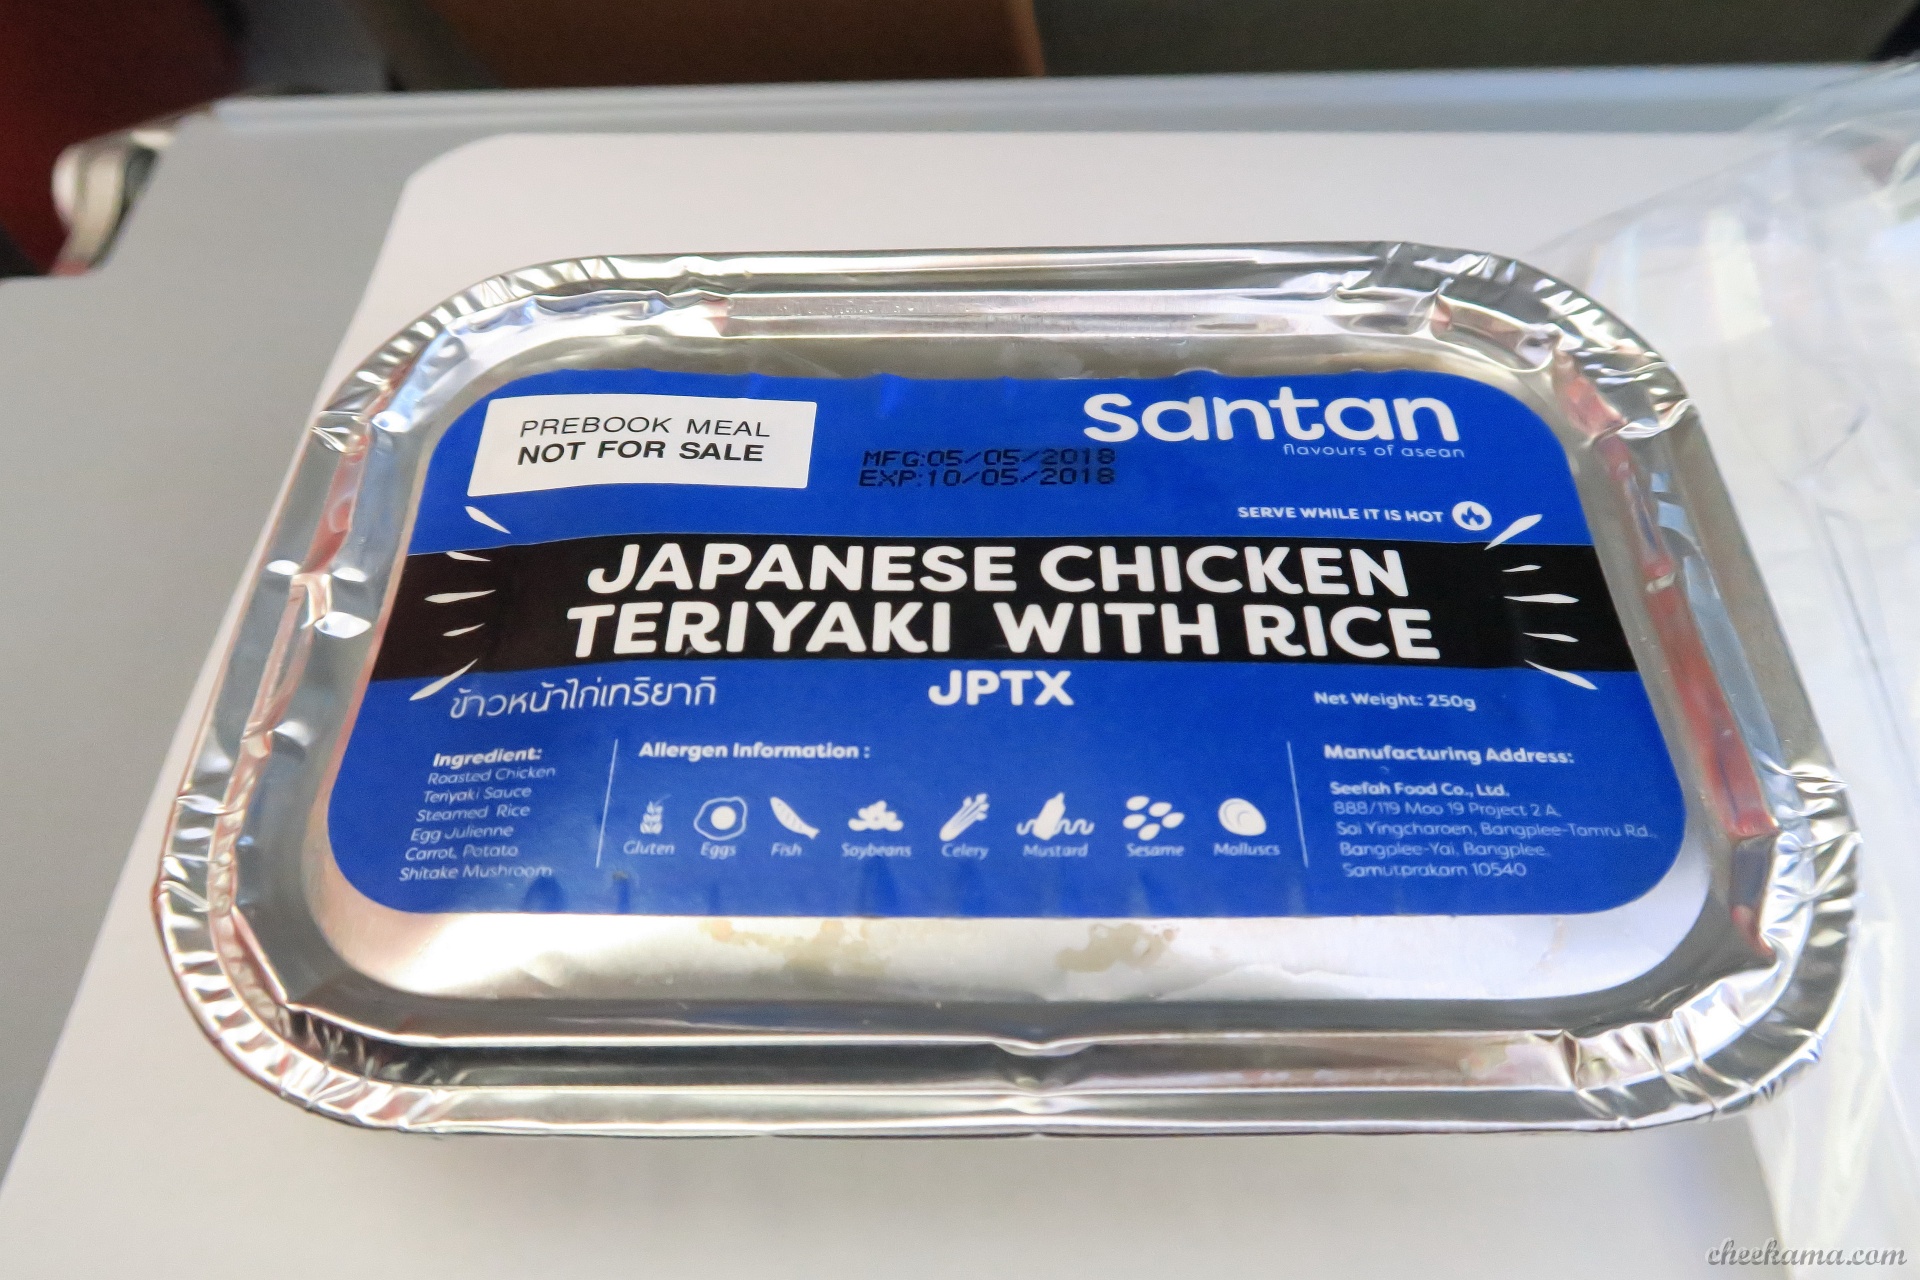 PREBOOK MEAL
NOT FOR SALE
santan
flavours of asean
MFG:05/05/2018
EXP:10/05/2018
SERVE WHILE IT IS HOT
JAPANESE CHICKEN
TERIYAKI WITH RICE
ข้าวหน้าไก่เทริยากิ
JPTX
Net Weight: 250g
Ingredient:
Roasted Chicken
Teriyaki Sauce
Steamed Rice
Egg Julienne
Carrot, Potato
Shitake Mushroom
Allergen Information :
Gluten Eggs Fish Soybeans Celery Mustard Sesame Molluscs
Manufacturing Address:
Seefah Food Co., Ltd.
888/119 Moo 19 Project 2 A,
Soi Yingcharoen, Bangplee-Tamru Rd.,
Bangplee-Yai, Bangplee,
Samutprakarn 10540
cheekama.com